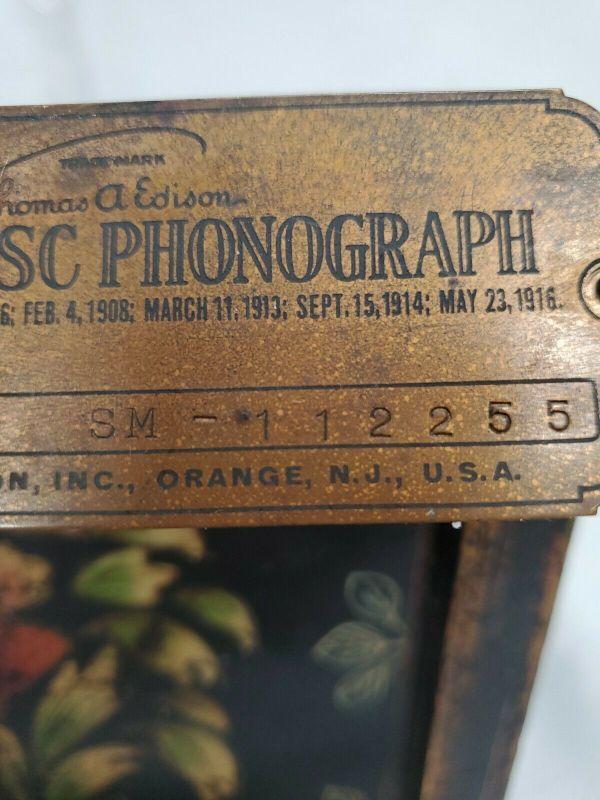 TRADE MARK
Thomas A Edison
SC PHONOGRAPH
6; FEB. 4, 1908; MARCH 11, 1913; SEPT. 15, 1914; MAY 23, 1916.
SM - 112255
ON, INC., ORANGE, N.J., U.S.A.